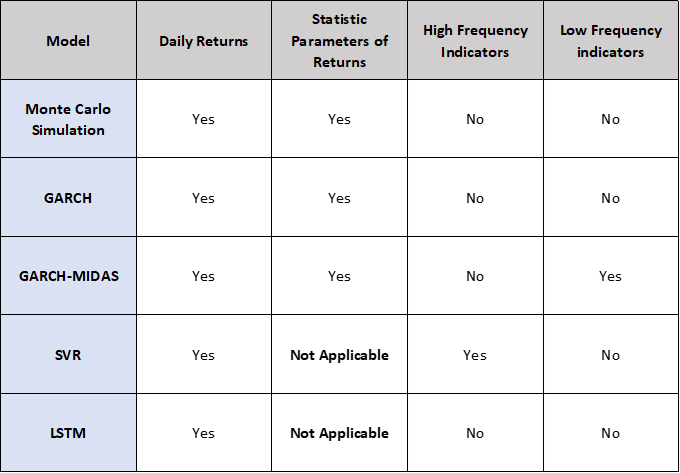 Model Daily Returns Statistic Parameters of Returns High Frequency Indicators Low Frequency indicators
Monte Carlo Simulation Yes Yes No No
GARCH Yes Yes No No
GARCH-MIDAS Yes Yes No Yes
SVR Yes Not Applicable Yes No
LSTM Yes Not Applicable No No